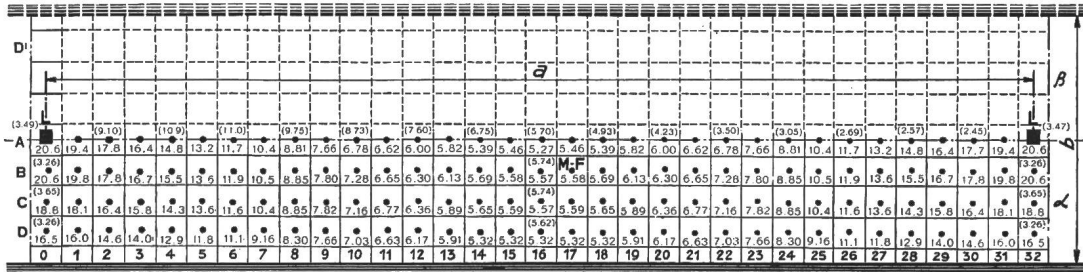 D'
a
β
(3.49) (9.10) (10.9) (11.0) (9.75) (8.73) (7.60) (6.75) (5.70) (4.93) (4.23) (3.50) (3.05) (2.69) (2.57) (2.45) (3.47)
L L
A b
20.6 19.4 17.8 16.4 14.8 13.2 11.7 10.4 8.81 7.66 6.78 6.62 6.00 5.82 5.39 5.46 5.27 5.46 5.39 5.82 6.00 6.62 6.78 7.66 8.81 10.4 11.7 13.2 14.8 16.4 17.7 19.4 20.6
(3.26) (5.74) M-F (3.26)
B
20.6 19.8 17.8 16.7 15.5 13.6 11.9 10.5 8.85 7.80 7.28 6.65 6.30 6.13 5.69 5.58 5.57 5.58 5.69 6.13 6.30 6.65 7.28 7.80 8.85 10.5 11.9 13.6 15.5 16.7 17.8 19.8 20.6
(3.65) (5.74) (3.65)
C α
18.8 18.1 16.4 15.8 14.3 13.6 11.6 10.4 8.85 7.82 7.16 6.77 6.36 5.89 5.65 5.59 5.57 5.59 5.65 5.89 6.36 6.77 7.16 7.82 8.85 10.4 11.6 13.6 14.3 15.8 16.4 18.1 18.8
(3.26) (5.62) (3.26)
D
16.5 16.0 14.6 14.0 12.9 11.8 11.1 9.16 8.30 7.66 7.03 6.63 6.17 5.91 5.32 5.32 5.32 5.32 5.32 5.91 6.17 6.63 7.03 7.66 8.30 9.16 11.1 11.8 12.9 14.0 14.6 16.0 16.5
0 1 2 3 4 5 6 7 8 9 10 11 12 13 14 15 16 17 18 19 20 21 22 23 24 25 26 27 28 29 30 31 32